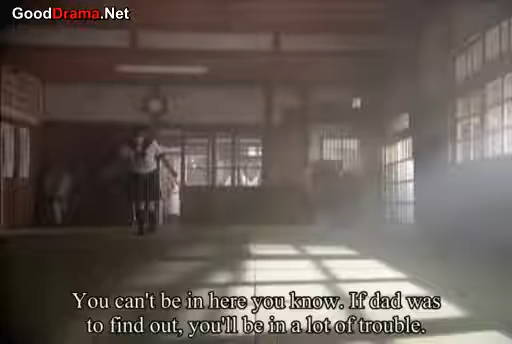 GoodDrama.Net
You can't be in here you know. If dad was
to find out, you'll be in a lot of trouble.